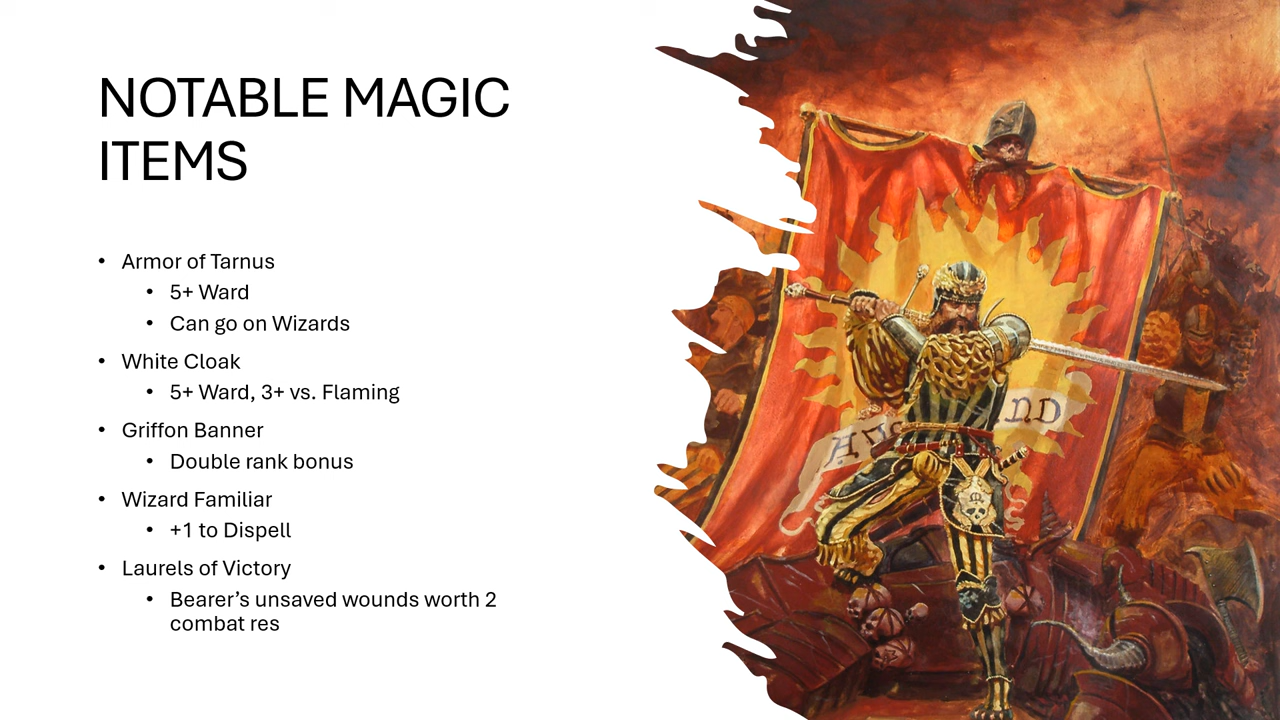 NOTABLE MAGIC
ITEMS
• Armor of Tarnus
• 5+ Ward
• Can go on Wizards
• White Cloak
• 5+ Ward, 3+ vs. Flaming
• Griffon Banner
• Double rank bonus
• Wizard Familiar
• +1 to Dispell
• Laurels of Victory
• Bearer’s unsaved wounds worth 2
combat res